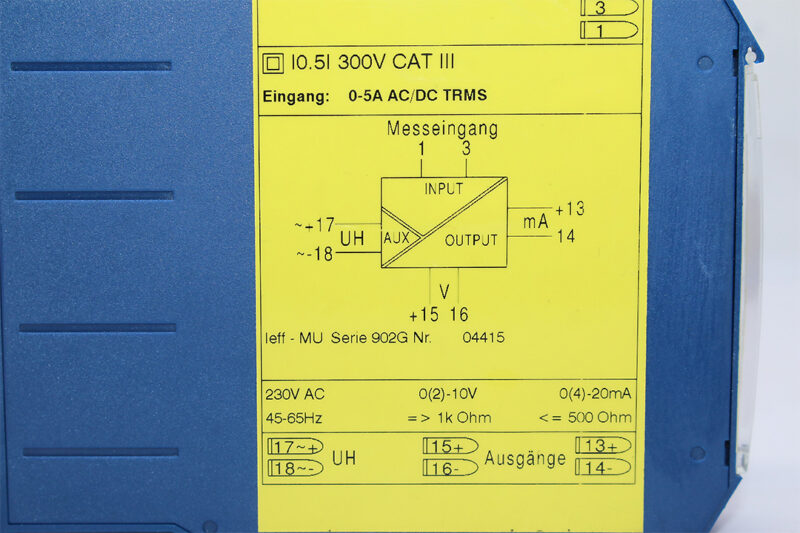 3
1
I0.5I 300V CAT III
Eingang: 0-5A AC/DC TRMS
Messeingang
1 3
INPUT
~+17 UH AUX OUTPUT mA +13
~-18 14
V
+15 16
Ieff - MU Serie 902G Nr. 04415
230V AC 0(2)-10V 0(4)-20mA
45-65Hz => 1k Ohm <= 500 Ohm
17~+ UH 15+ Ausgänge 13+
18~- 16- 14-